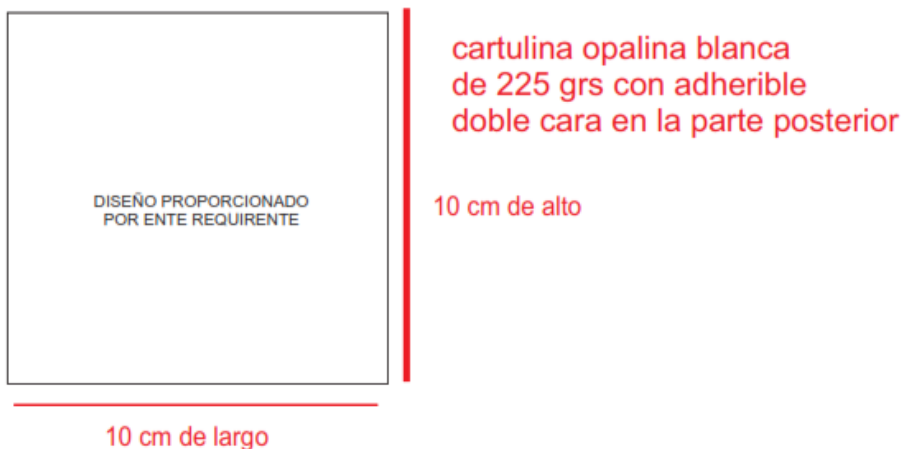 cartulina opalina blanca
de 225 grs con adherible
doble cara en la parte posterior
DISEÑO PROPORCIONADO
POR ENTE REQUIRENTE
10 cm de alto
10 cm de largo